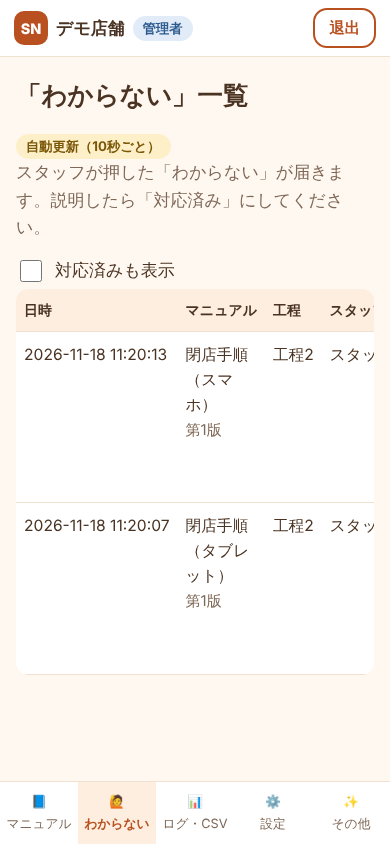 SN デモ店舗 管理者 退出
「わからない」一覧
自動更新（10秒ごと）
スタッフが押した「わからない」が届きま
す。説明したら「対応済み」にしてくださ
い。
対応済みも表示
日時 マニュアル 工程 スタッ
2026-11-18 11:20:13 閉店手順 工程2 スタッ
（スマ
ホ）
第1版
2026-11-18 11:20:07 閉店手順 工程2 スタッ
（タブレ
ット）
第1版
マニュアル わからない ログ・CSV 設定 その他